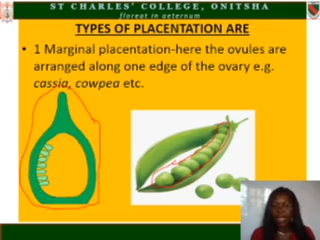 ST CHARLES' COLLEGE, ONITSHA
floreat in aeternum
TYPES OF PLACENTATION ARE
• 1 Marginal placentation-here the ovules are
arranged along one edge of the ovary e.g.
cassia, cowpea etc.